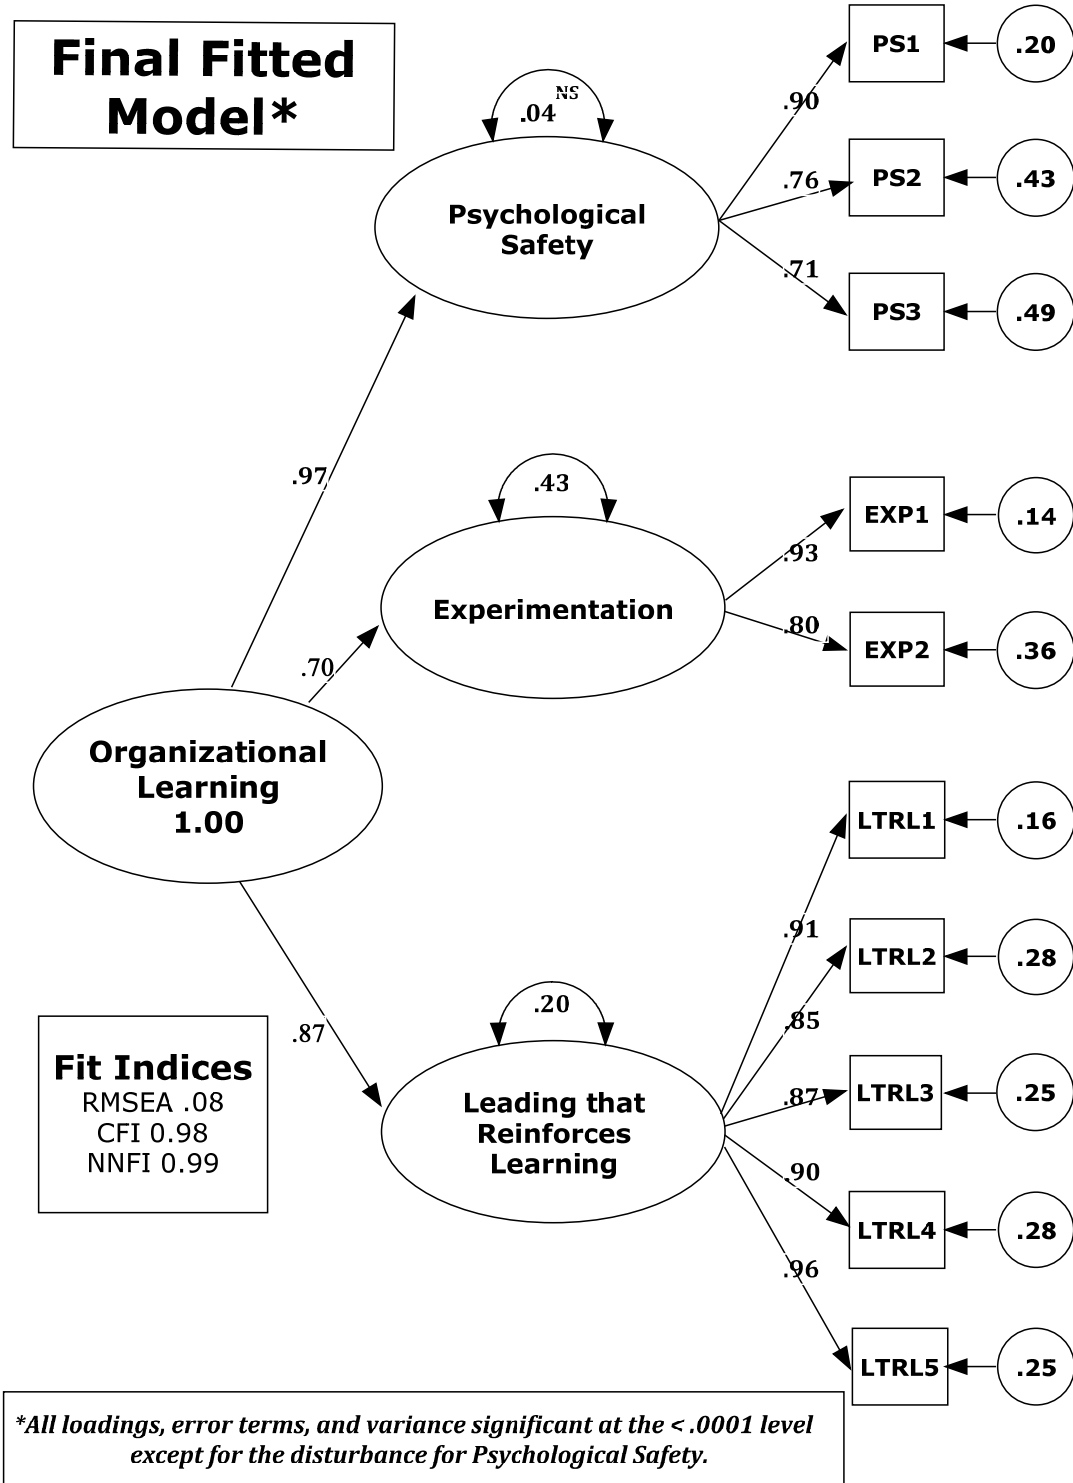 Final Fitted
Model*
NS
.04
Psychological
Safety
.90
.76
.71
PS1
.20
PS2
.43
PS3
.49
.97
.43
Experimentation
.93
.80
EXP1
.14
EXP2
.36
.70
Organizational
Learning
1.00
.87
.20
Leading that
Reinforces
Learning
.91
.85
.87
.90
.96
LTRL1
.16
LTRL2
.28
LTRL3
.25
LTRL4
.28
LTRL5
.25
Fit Indices
RMSEA .08
CFI 0.98
NNFI 0.99
*All loadings, error terms, and variance significant at the < .0001 level
except for the disturbance for Psychological Safety.